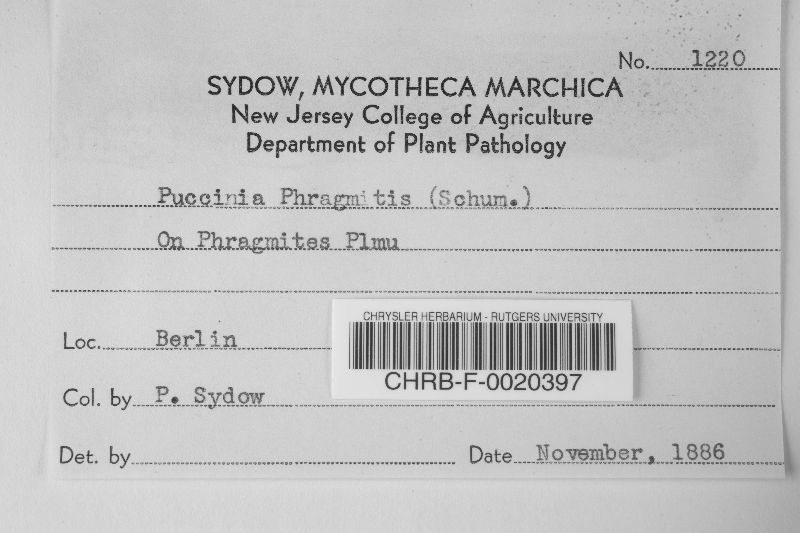 No. 1220
SYDOW, MYCOTHECA MARCHICA
New Jersey College of Agriculture
Department of Plant Pathology
Puccinia Phragmitis (Schum.)
On Phragmites Plmu
CHRYSLER HERBARIUM - RUTGERS UNIVERSITY
Loc. Berlin
CHRB-F-0020397
Col. by P. Sydow
Det. by
Date November, 1886